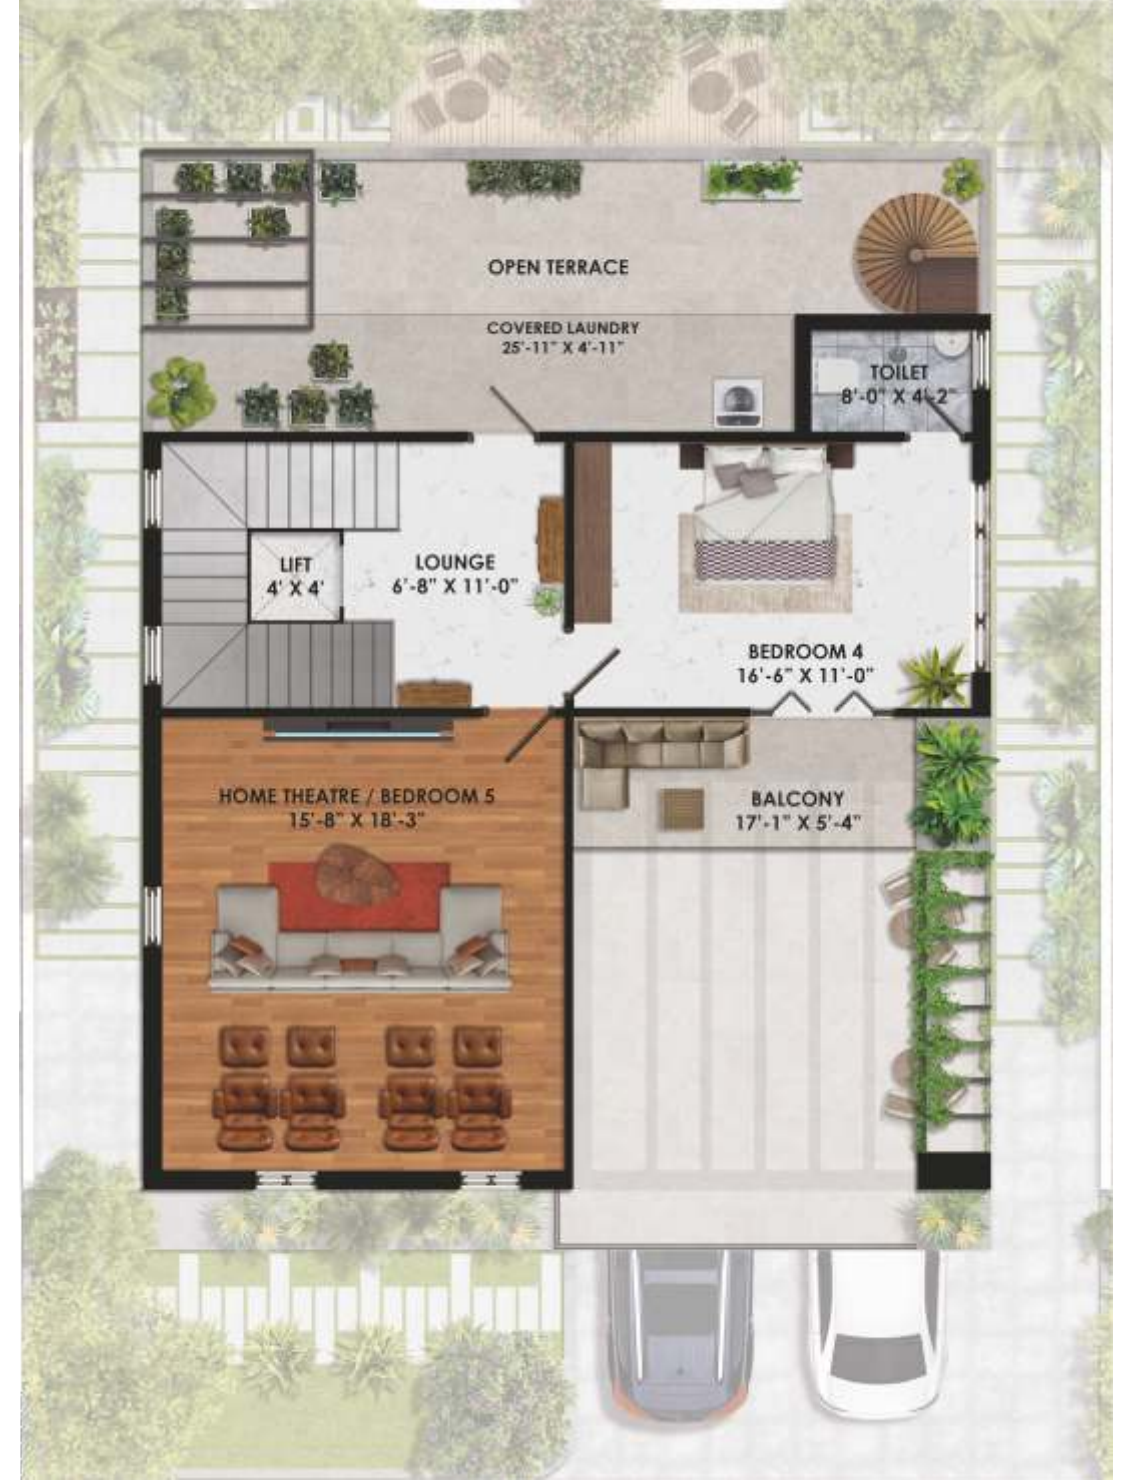 OPEN TERRACE
COVERED LAUNDRY
25'-11" X 4'-11"
TOILET
8'-0" X 4'-2"
LIFT
4' X 4'
LOUNGE
6'-8" X 11'-0"
BEDROOM 4
16'-6" X 11'-0"
HOME THEATRE / BEDROOM 5
15'-8" X 18'-3"
BALCONY
17'-1" X 5'-4"